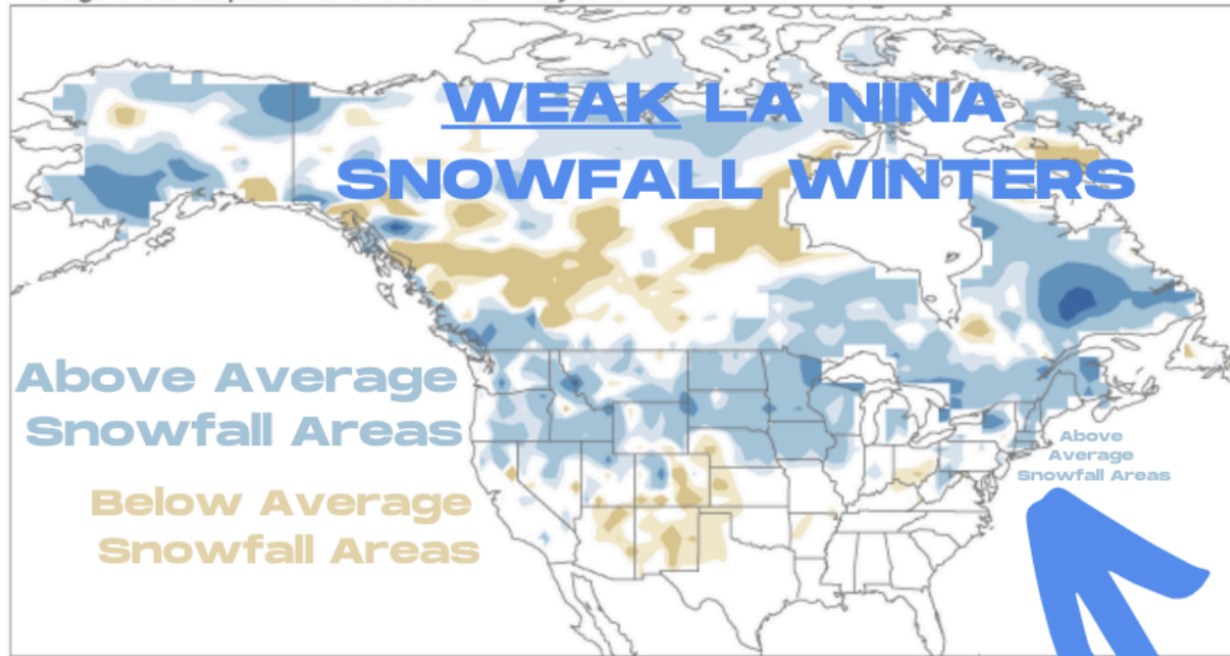 WEAK LA NINA
SNOWFALL WINTERS
Above Average
Snowfall Areas
Below Average
Snowfall Areas
Above
Average
Snowfall Areas